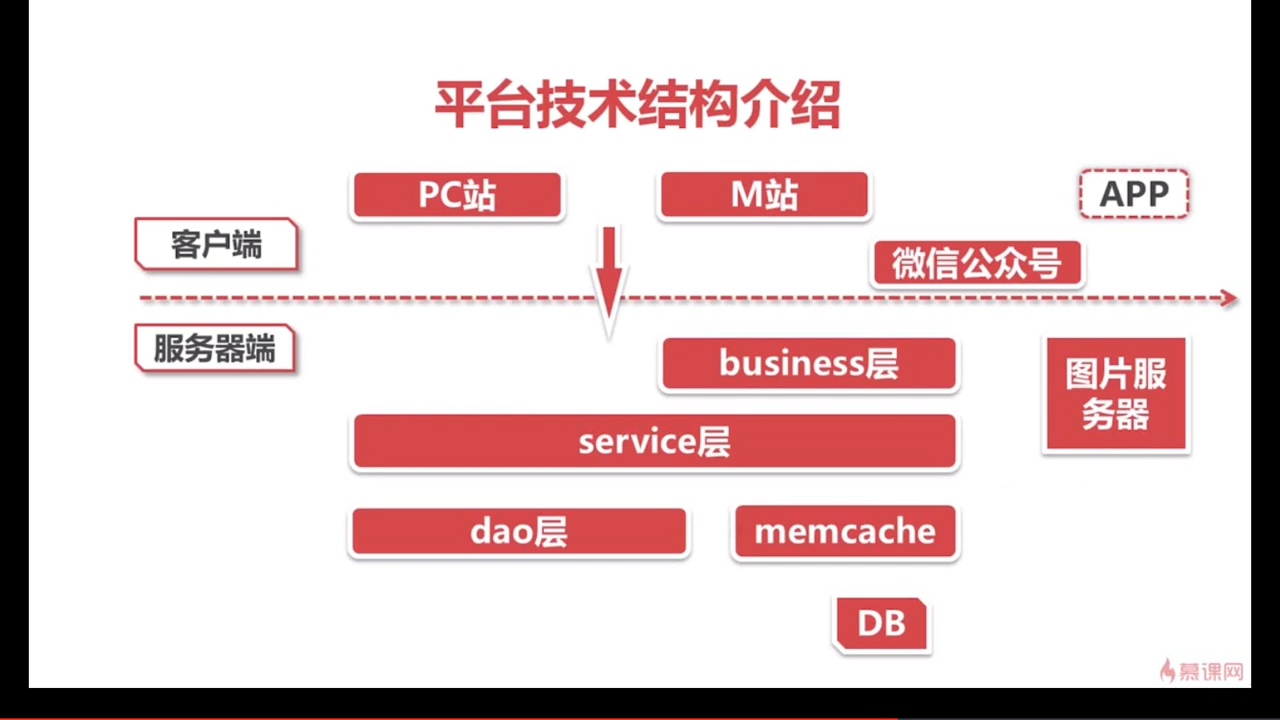 平台技术结构介绍
PC站
M站
APP
客户端
微信公众号
服务器端
business层
图片服
务器
service层
dao层
memcache
DB
慕课网